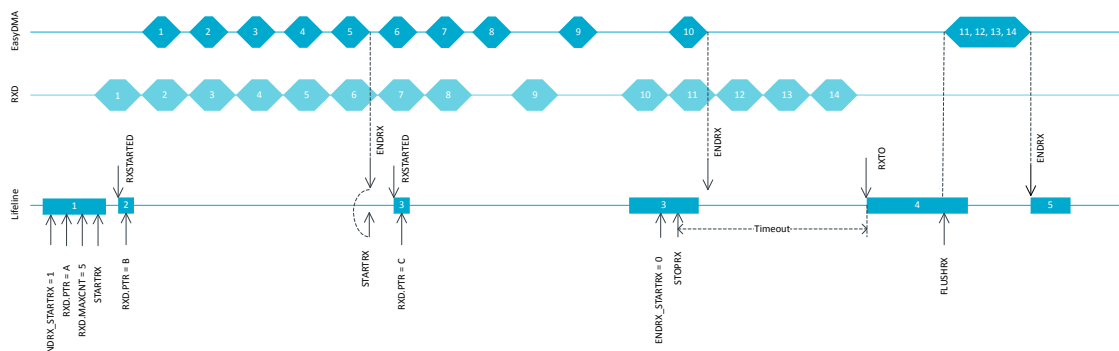 EasyDMA
1
2
3
4
5
6
7
8
9
10
11, 12, 13, 14
RXD
1
2
3
4
5
6
7
8
9
10
11
12
13
14
RXSTARTED
ENDRX
RXSTARTED
ENDRX
RXTO
ENDRX
Lifeline
1
2
3
3
4
5
Timeout
NDRX_STARTRX = 1
RXD.PTR = A
RXD.MAXCNT = 5
STARTRX
RXD.PTR = B
STARTRX
RXD.PTR = C
ENDRX_STARTRX = 0
STOPRX
FLUSHRX